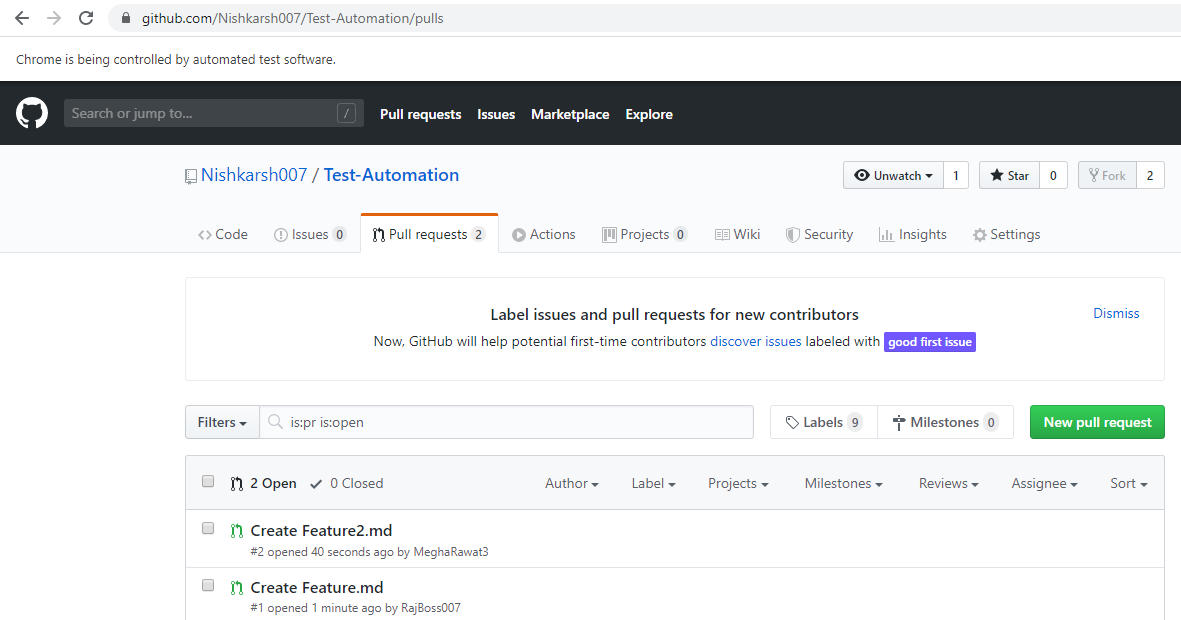 github.com/Nishkarsh007/Test-Automation/pulls
Chrome is being controlled by automated test software.
Search or jump to... / Pull requests Issues Marketplace Explore
Nishkarsh007 / Test-Automation Unwatch 1 Star 0 Fork 2
Code Issues 0 Pull requests 2 Actions Projects 0 Wiki Security Insights Settings
Label issues and pull requests for new contributors Dismiss
Now, GitHub will help potential first-time contributors discover issues labeled with good first issue
Filters is:pr is:open Labels 9 Milestones 0 New pull request
2 Open 0 Closed Author Label Projects Milestones Reviews Assignee Sort
Create Feature2.md
#2 opened 40 seconds ago by MeghaRawat3
Create Feature.md
#1 opened 1 minute ago by RajBoss007